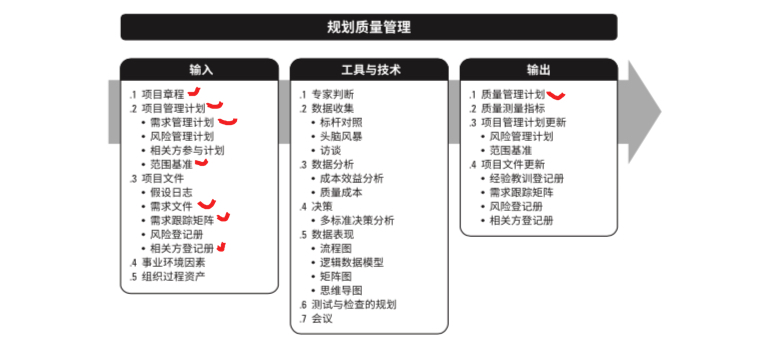 规划质量管理
输入
.1 项目章程
.2 项目管理计划
• 需求管理计划
• 风险管理计划
• 相关方参与计划
• 范围基准
.3 项目文件
• 假设日志
• 需求文件
• 需求跟踪矩阵
• 风险登记册
• 相关方登记册
.4 事业环境因素
.5 组织过程资产
工具与技术
.1 专家判断
.2 数据收集
• 标杆对照
• 头脑风暴
• 访谈
.3 数据分析
• 成本效益分析
• 质量成本
.4 决策
• 多标准决策分析
.5 数据表现
• 流程图
• 逻辑数据模型
• 矩阵图
• 思维导图
.6 测试与检查的规划
.7 会议
输出
.1 质量管理计划
.2 质量测量指标
.3 项目管理计划更新
• 风险管理计划
• 范围基准
.4 项目文件更新
• 经验教训登记册
• 需求跟踪矩阵
• 风险登记册
• 相关方登记册